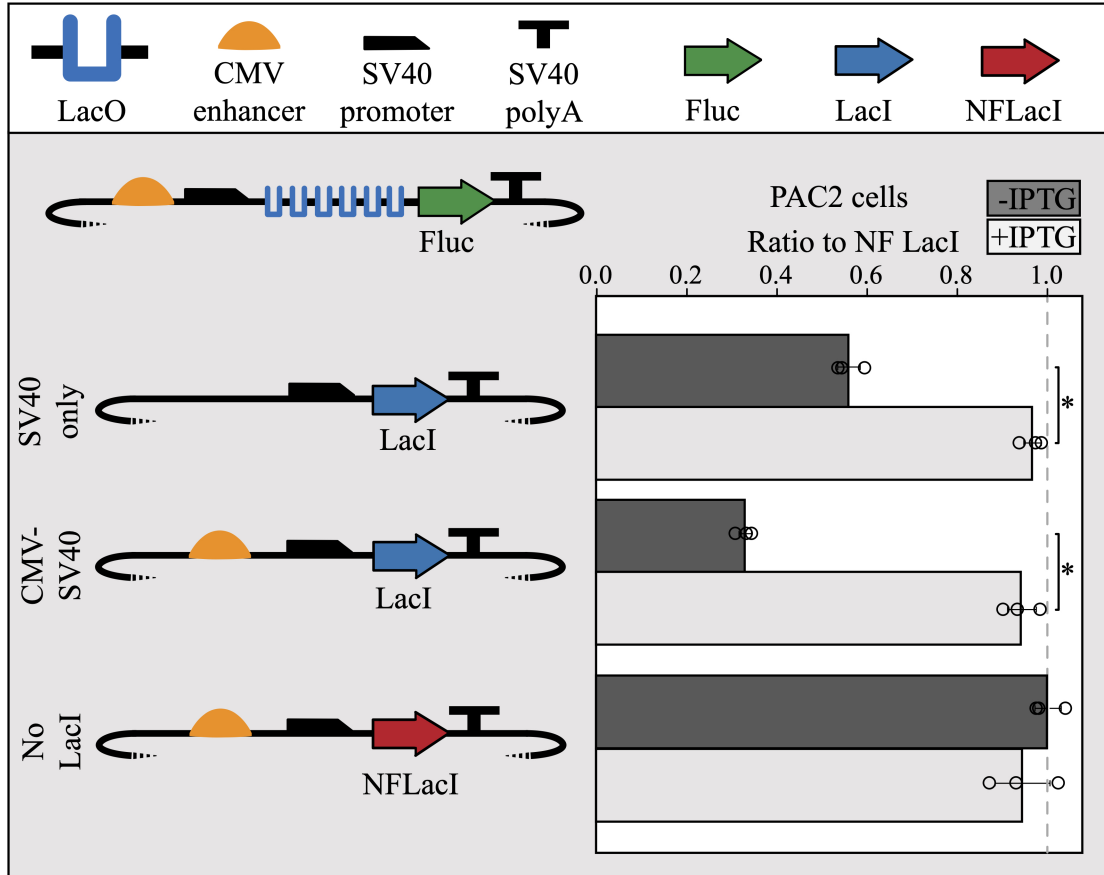 LacO
CMV
enhancer
SV40
promoter
SV40
polyA
Fluc
LacI
NFLacI
Fluc
PAC2 cells
-IPTG
Ratio to NF LacI
+IPTG
0.0 0.2 0.4 0.6 0.8 1.0
SV40
only
LacI
*
CMV-
SV40
LacI
*
No
LacI
NFLacI